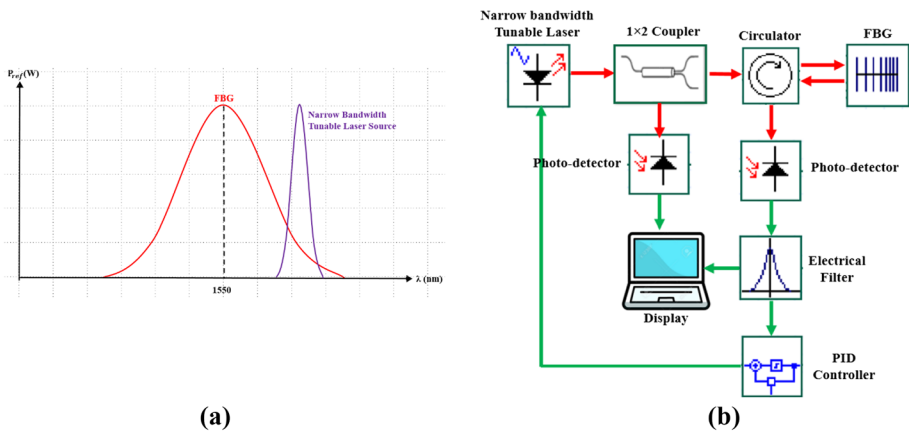 P_ref(W)
FBG
Narrow Bandwidth
Tunable Laser Source
1550
λ (nm)
(a)
Narrow bandwidth
Tunable Laser
1×2 Coupler
Circulator
FBG
Photo-detector
Photo-detector
Electrical
Filter
Display
PID
Controller
(b)